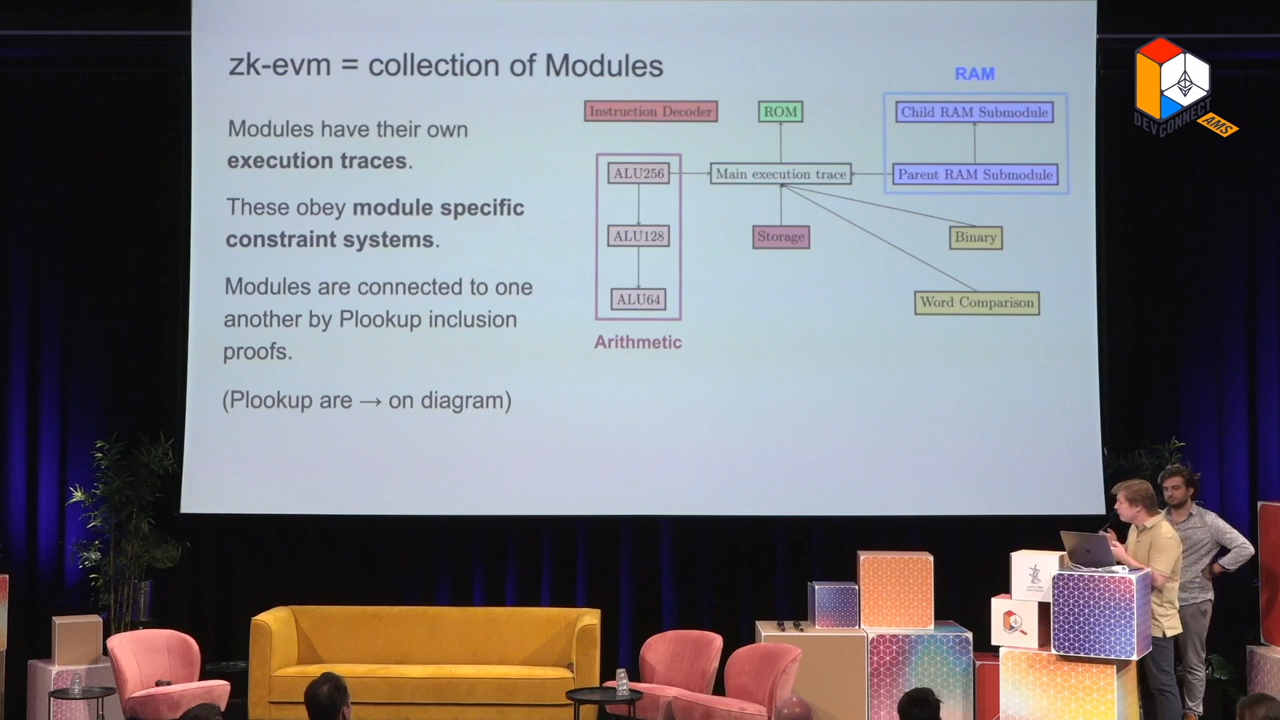 zk-evm = collection of Modules
Modules have their own
execution traces.
These obey module specific
constraint systems.
Modules are connected to one
another by Plookup inclusion
proofs.
(Plookup are → on diagram)
RAM
Instruction Decoder
ROM
Child RAM Submodule
ALU256
Main execution trace
Parent RAM Submodule
ALU128
Storage
Binary
ALU64
Word Comparison
Arithmetic
DEVCONNECT
AMS